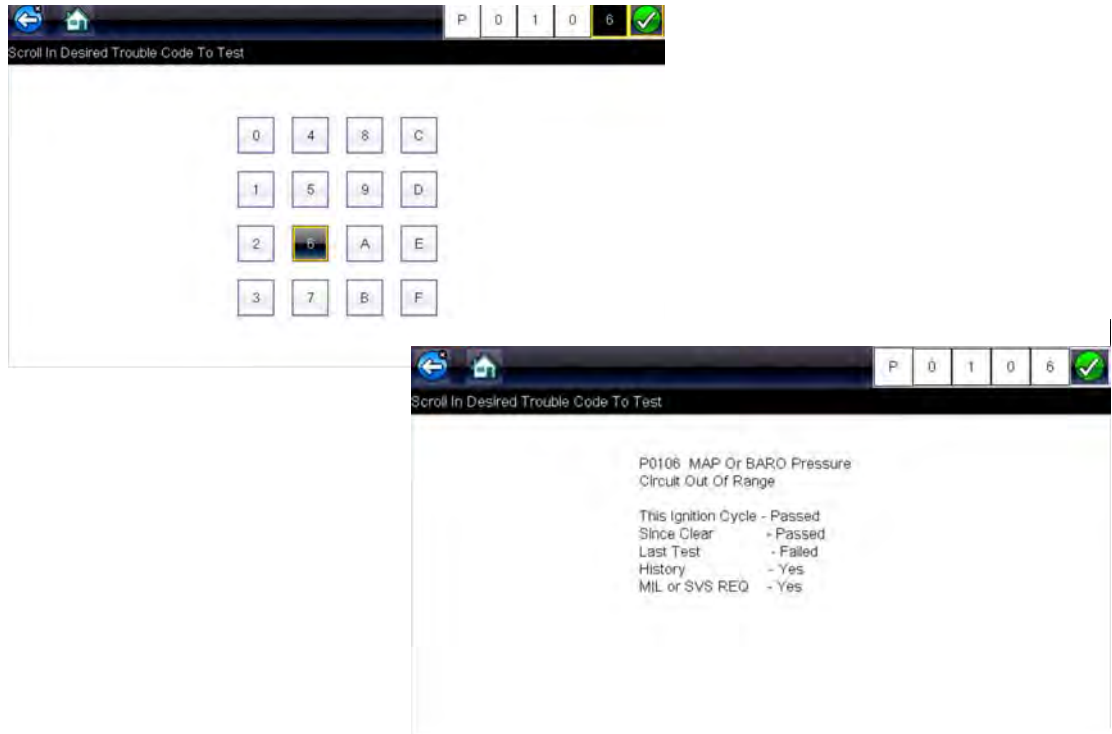 P 0 1 0 6
Scroll In Desired Trouble Code To Test
0 4 8 C
1 5 9 D
2 6 A E
3 7 B F
P 0 1 0 6
Scroll In Desired Trouble Code To Test
P0106 MAP Or BARO Pressure
Circuit Out Of Range
This Ignition Cycle - Passed
Since Clear - Passed
Last Test - Failed
History - Yes
MIL or SVS REQ - Yes